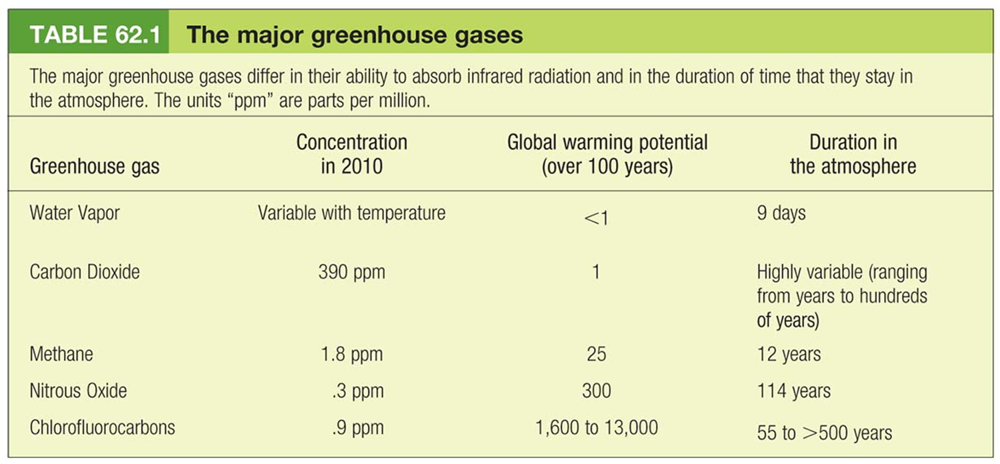 TABLE 62.1 The major greenhouse gases
The major greenhouse gases differ in their ability to absorb infrared radiation and in the duration of time that they stay in
the atmosphere. The units “ppm” are parts per million.
Greenhouse gas
Concentration
in 2010
Global warming potential
(over 100 years)
Duration in
the atmosphere
Water Vapor Variable with temperature <1 9 days
Carbon Dioxide 390 ppm 1 Highly variable (ranging
from years to hundreds
of years)
Methane 1.8 ppm 25 12 years
Nitrous Oxide .3 ppm 300 114 years
Chlorofluorocarbons .9 ppm 1,600 to 13,000 55 to >500 years